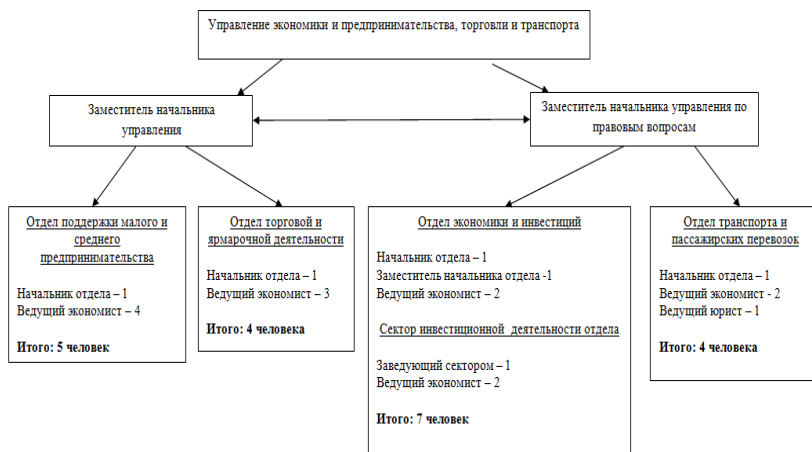 Управление экономики и предпринимательства, торговли и транспорта
Заместитель начальника
управления
Заместитель начальника управления по
правовым вопросам
Отдел поддержки малого и
среднего
предпринимательства
Начальник отдела – 1
Ведущий экономист – 4
Итого: 5 человек
Отдел торговой и
ярмарочной деятельности
Начальник отдела – 1
Ведущий экономист – 3
Итого: 4 человека
Отдел экономики и инвестиций
Начальник отдела – 1
Заместитель начальника отдела -1
Ведущий экономист – 2
Сектор инвестиционной деятельности отдела
Заведующий сектором – 1
Ведущий экономист – 2
Итого: 7 человек
Отдел транспорта и
пассажирских перевозок
Начальник отдела – 1
Ведущий экономист - 2
Ведущий юрист – 1
Итого: 4 человека